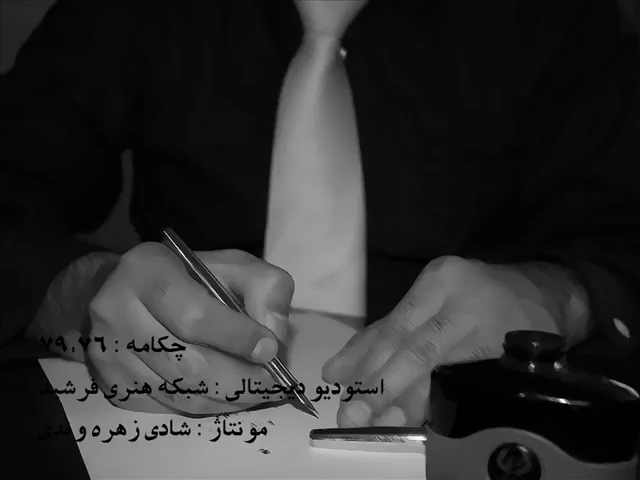 چکامه : ۷۹،۷۶
استودیو دیجیتالی : شبکه هنری فرشید
مونتاژ : شادی زهره وندی